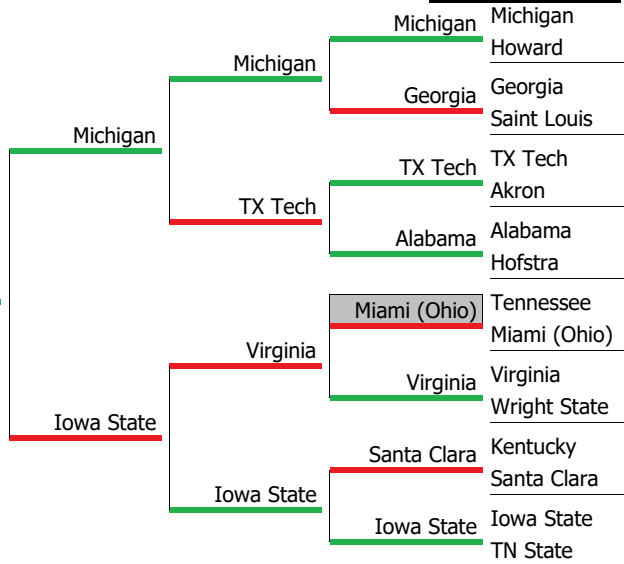 Michigan
Michigan
Howard
Michigan
Georgia
Georgia
Saint Louis
Michigan
TX Tech
TX Tech
Akron
TX Tech
Alabama
Alabama
Hofstra
Miami (Ohio)
Tennessee
Miami (Ohio)
Virginia
Virginia
Virginia
Wright State
Iowa State
Santa Clara
Kentucky
Santa Clara
Iowa State
Iowa State
Iowa State
TN State